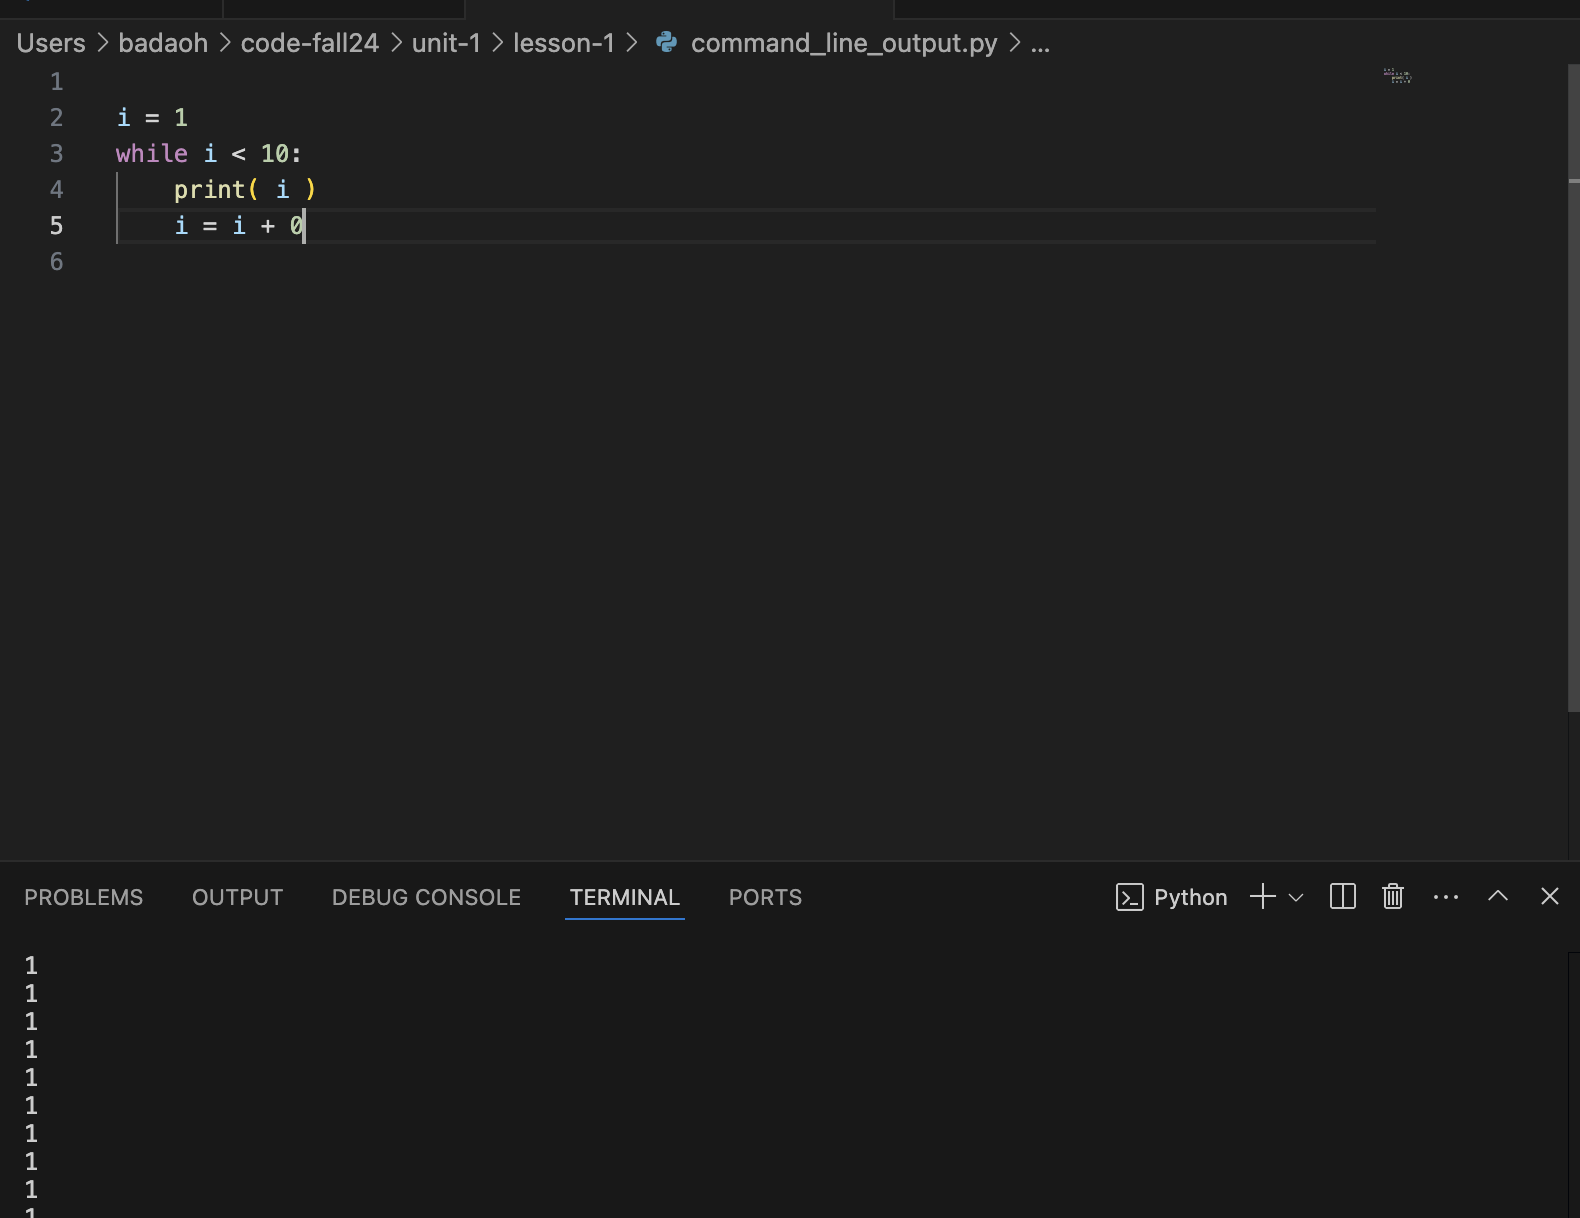 Users > badaoh > code-fall24 > unit-1 > lesson-1 > command_line_output.py > ...
1
2 i = 1
3 while i < 10:
4     print( i )
5     i = i + 0
6
PROBLEMS OUTPUT DEBUG CONSOLE TERMINAL PORTS Python
1
1
1
1
1
1
1
1
1
1